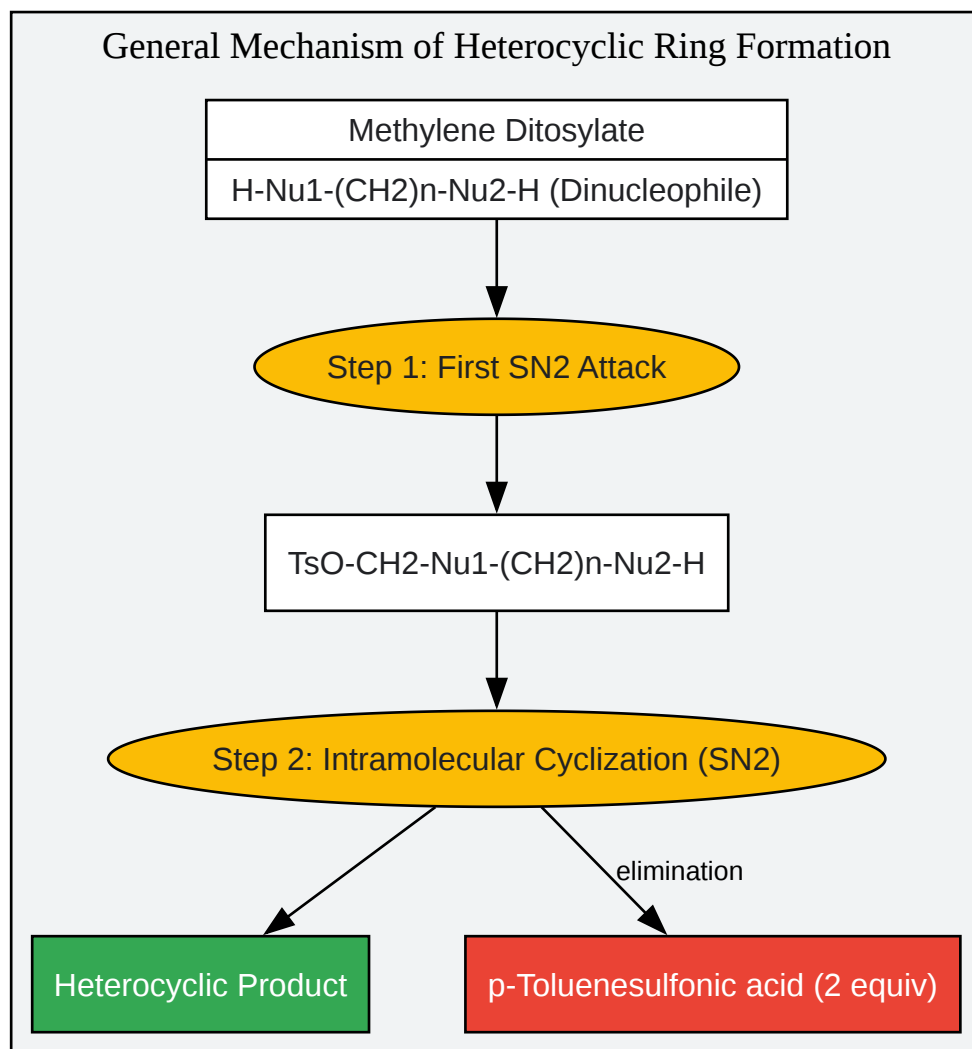 General Mechanism of Heterocyclic Ring Formation
Methylene Ditosylate
H-Nu1-(CH2)n-Nu2-H (Dinucleophile)
Step 1: First SN2 Attack
TsO-CH2-Nu1-(CH2)n-Nu2-H
Step 2: Intramolecular Cyclization (SN2)
elimination
Heterocyclic Product
p-Toluenesulfonic acid (2 equiv)